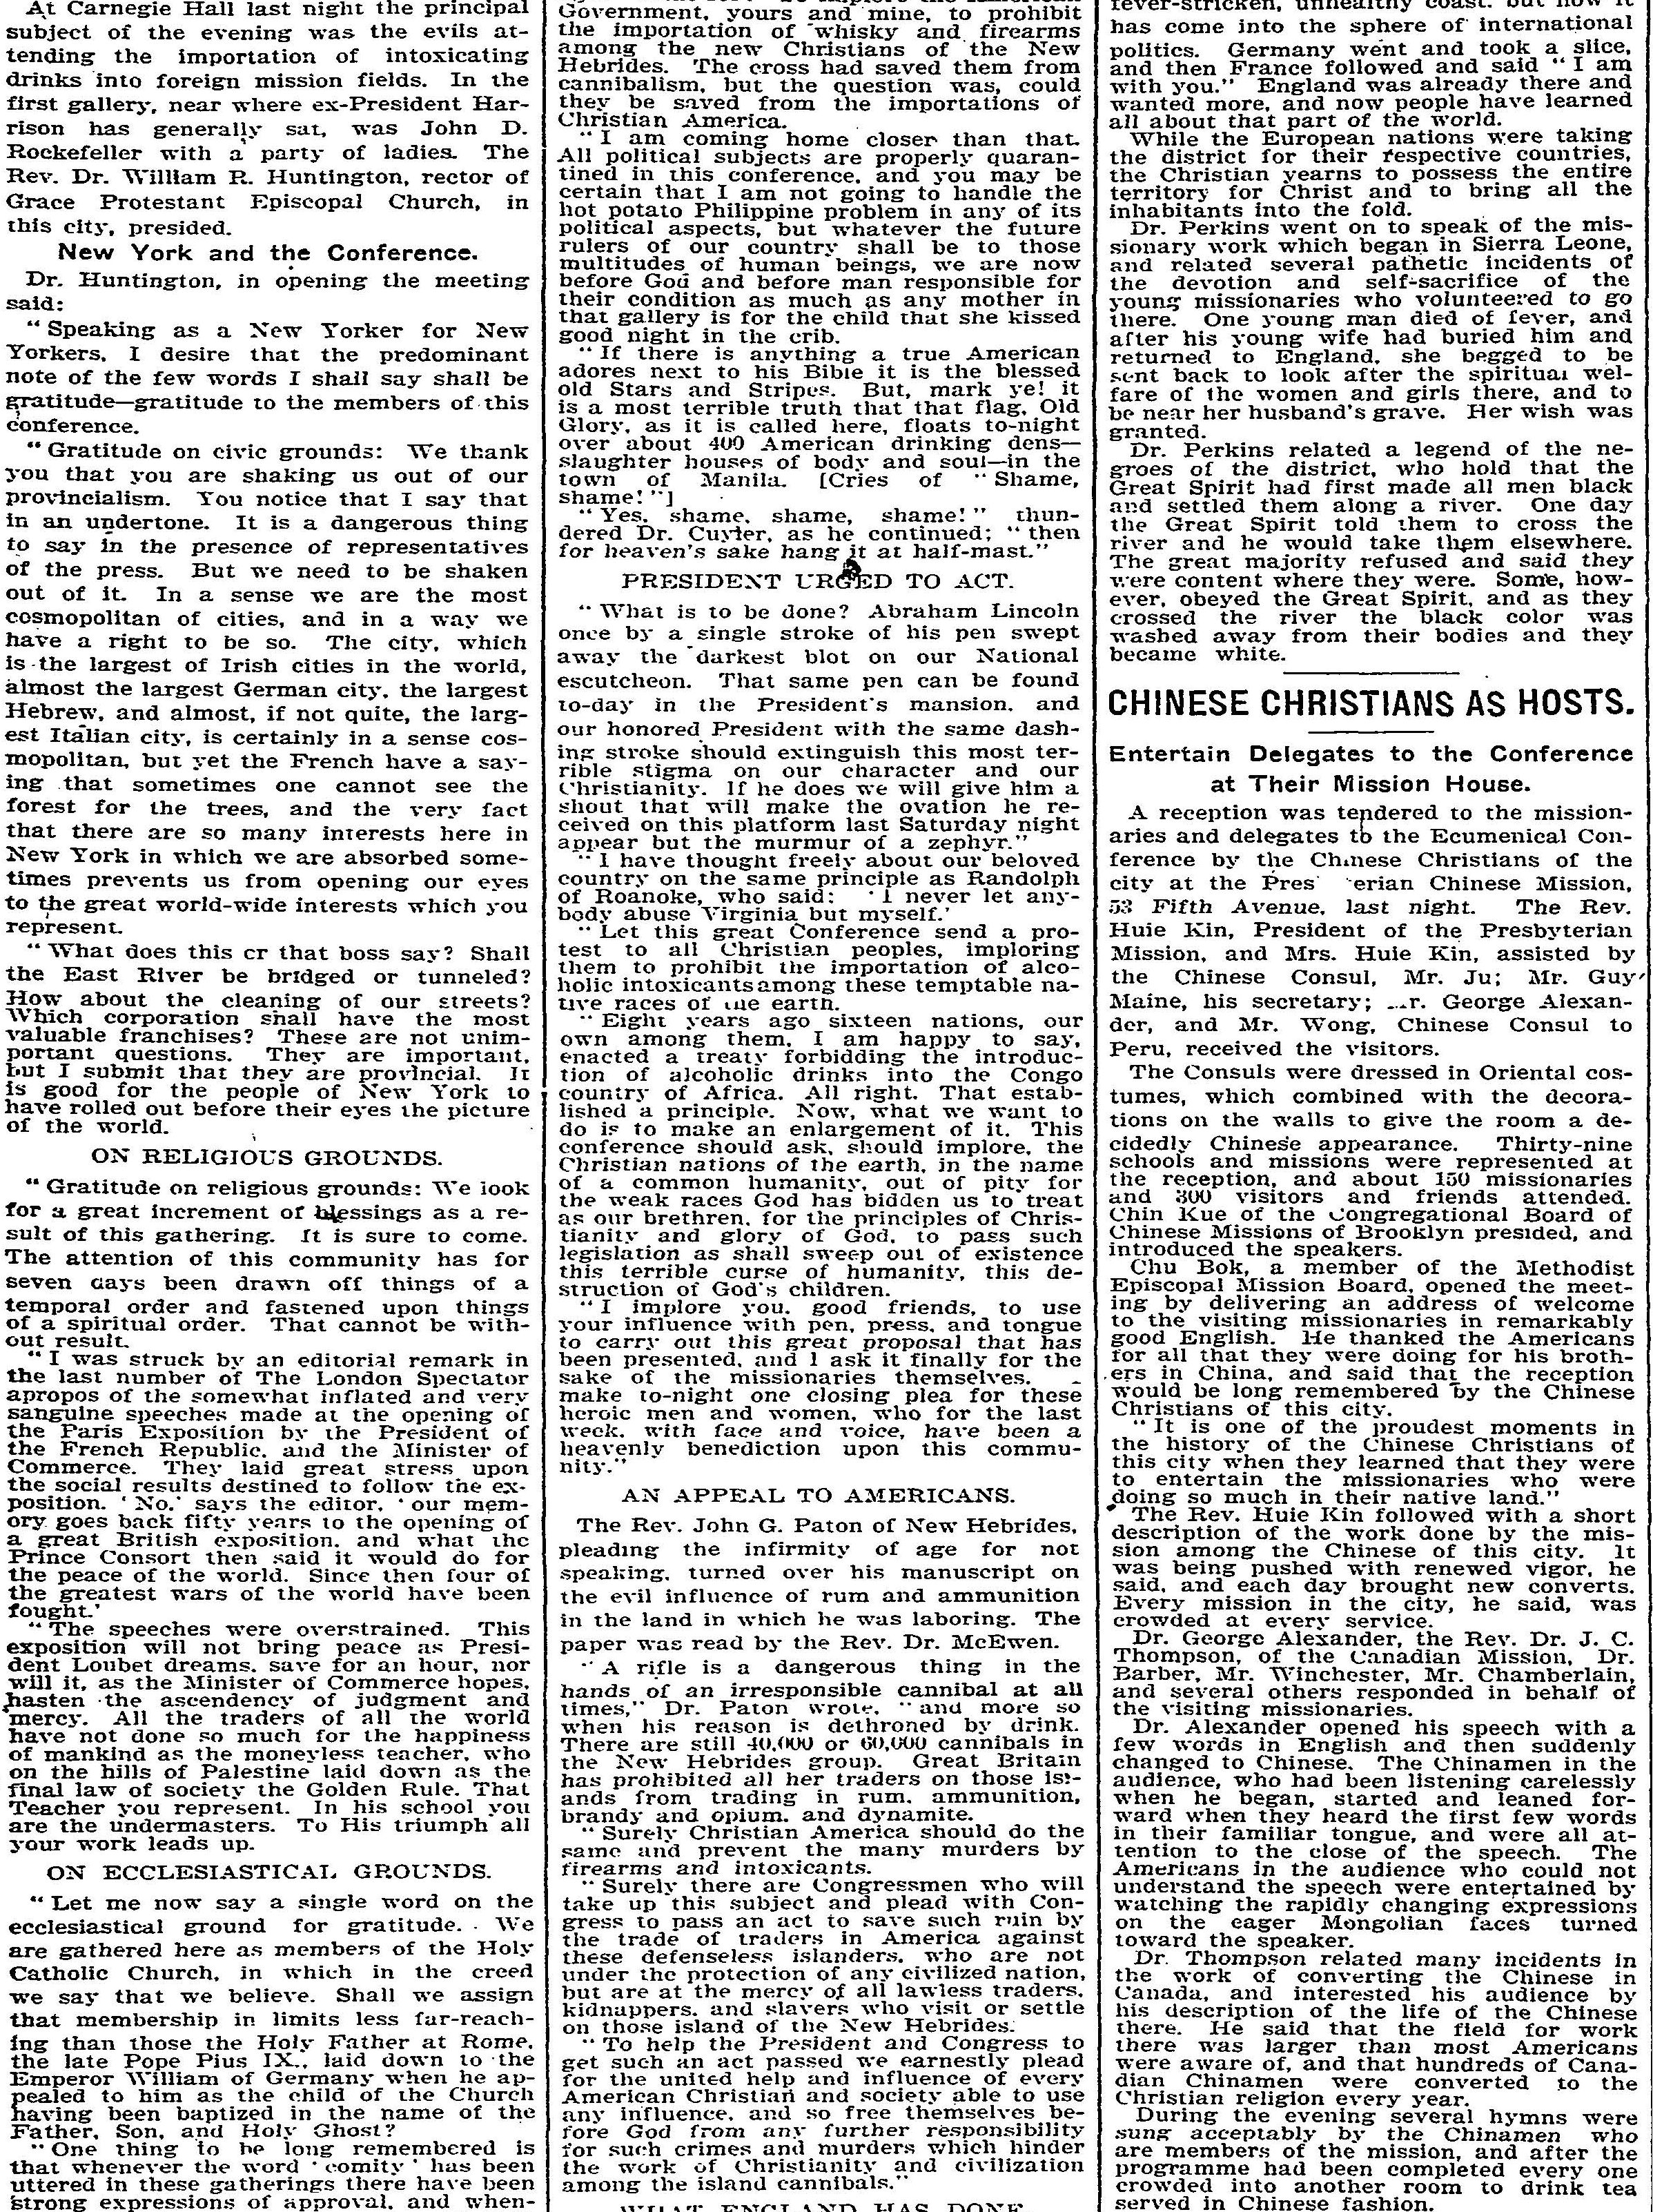 At Carnegie Hall last night the principal
subject of the evening was the evils at-
tending the importation of intoxicating
drinks into foreign mission fields. In the
first gallery, near where ex-President Har-
rison has generally sat, was John D.
Rockefeller with a party of ladies. The
Rev. Dr. William R. Huntington, rector of
Grace Protestant Episcopal Church, in
this city, presided.
New York and the Conference.
Dr. Huntington, in opening the meeting
said:
"Speaking as a New Yorker for New
Yorkers, I desire that the predominant
note of the few words I shall say shall be
gratitude—gratitude to the members of this
conference.
"Gratitude on civic grounds: We thank
you that you are shaking us out of our
provincialism. You notice that I say that
in an undertone. It is a dangerous thing
to say in the presence of representatives
of the press. But we need to be shaken
out of it. In a sense we are the most
cosmopolitan of cities, and in a way we
have a right to be so. The city, which
is the largest of Irish cities in the world,
almost the largest German city, the largest
Hebrew, and almost, if not quite, the larg-
est Italian city, is certainly in a sense cos-
mopolitan, but yet the French have a say-
ing that sometimes one cannot see the
forest for the trees, and the very fact
that there are so many interests here in
New York in which we are absorbed some-
times prevents us from opening our eyes
to the great world-wide interests which you
represent.
"What does this or that boss say? Shall
the East River be bridged or tunneled?
How about the cleaning of our streets?
Which corporation shall have the most
valuable franchises? These are not unim-
portant questions. They are important,
but I submit that they are provincial. It
is good for the people of New York to
have rolled out before their eyes the picture
of the world.
ON RELIGIOUS GROUNDS.
"Gratitude on religious grounds: We look
for a great increment of blessings as a re-
sult of this gathering. It is sure to come.
The attention of this community has for
seven days been drawn off things of a
temporal order and fastened upon things
of a spiritual order. That cannot be with-
out result.
"I was struck by an editorial remark in
the last number of The London Spectator
apropos of the somewhat inflated and very
sanguine speeches made at the opening of
the Paris Exposition by the President of
the French Republic, and the Minister of
Commerce. They laid great stress upon
the social results destined to follow the ex-
position. 'No,' says the editor, 'our mem-
ory goes back fifty years to the opening of
a great British exposition, and what the
Prince Consort then said it would do for
the peace of the world. Since then four of
the greatest wars of the world have been
fought.'
"The speeches were overstrained. This
exposition will not bring peace as Presi-
dent Loubet dreams, save for an hour, nor
will it, as the Minister of Commerce hopes,
hasten the ascendency of judgment and
mercy. All the traders of all the world
have not done so much for the happiness
of mankind as the moneyless teacher, who
on the hills of Palestine laid down as the
final law of society the Golden Rule. That
Teacher you represent. In his school you
are the undermasters. To His triumph all
your work leads up.
ON ECCLESIASTICAL GROUNDS.
"Let me now say a single word on the
ecclesiastical ground for gratitude. We
are gathered here as members of the Holy
Catholic Church, in which in the creed
we say that we believe. Shall we assign
that membership in limits less far-reach-
ing than those the Holy Father at Rome,
the late Pope Pius IX., laid down to the
Emperor William of Germany when he ap-
pealed to him as the child of the Church
having been baptized in the name of the
Father, Son, and Holy Ghost?
"One thing to be long remembered is
that whenever the word 'comity' has been
uttered in these gatherings there have been
strong expressions of approval, and when-
Government, yours and mine, to prohibit
the importation of whisky and firearms
among the new Christians of the New
Hebrides. The cross had saved them from
cannibalism, but the question was, could
they be saved from the importations of
Christian America.
"I am coming home closer than that.
All political subjects are properly quaran-
tined in this conference, and you may be
certain that I am not going to handle the
hot potato Philippine problem in any of its
political aspects, but whatever the future
rulers of our country shall be to those
multitudes of human beings, we are now
before God and before man responsible for
their condition as much as any mother in
that gallery is for the child that she kissed
good night in the crib.
"If there is anything a true American
adores next to his Bible it is the blessed
old Stars and Stripes. But, mark ye! it
is a most terrible truth that that flag, Old
Glory, as it is called here, floats to-night
over about 400 American drinking dens—
slaughter houses of body and soul—in the
town of Manila. [Cries of "Shame,
shame!"]
"Yes, shame, shame, shame!" thun-
dered Dr. Cuyler, as he continued; "then
for heaven's sake hang it at half-mast."
PRESIDENT URGED TO ACT.
"What is to be done? Abraham Lincoln
once by a single stroke of his pen swept
away the darkest blot on our National
escutcheon. That same pen can be found
to-day in the President's mansion, and
our honored President with the same dash-
ing stroke should extinguish this most ter-
rible stigma on our character and our
Christianity. If he does we will give him a
shout that will make the ovation he re-
ceived on this platform last Saturday night
appear but the murmur of a zephyr."
"I have thought freely about our beloved
country on the same principle as Randolph
of Roanoke, who said: 'I never let any-
body abuse Virginia but myself.'
"Let this great Conference send a pro-
test to all Christian peoples, imploring
them to prohibit the importation of alco-
holic intoxicants among these temptable na-
tive races of the earth.
"Eight years ago sixteen nations, our
own among them, I am happy to say,
enacted a treaty forbidding the introduc-
tion of alcoholic drinks into the Congo
country of Africa. All right. That estab-
lished a principle. Now, what we want to
do is to make an enlargement of it. This
conference should ask, should implore, the
Christian nations of the earth, in the name
of a common humanity, out of pity for
the weak races God has bidden us to treat
as our brethren, for the principles of Chris-
tianity and glory of God, to pass such
legislation as shall sweep out of existence
this terrible curse of humanity, this de-
struction of God's children.
"I implore you, good friends, to use
your influence with pen, press, and tongue
to carry out this great proposal that has
been presented, and I ask it finally for the
sake of the missionaries themselves.
make to-night one closing plea for these
heroic men and women, who for the last
week, with face and voice, have been a
heavenly benediction upon this commu-
nity."
AN APPEAL TO AMERICANS.
The Rev. John G. Paton of New Hebrides,
pleading the infirmity of age for not
speaking, turned over his manuscript on
the evil influence of rum and ammunition
in the land in which he was laboring. The
paper was read by the Rev. Dr. McEwen.
"A rifle is a dangerous thing in the
hands of an irresponsible cannibal at all
times," Dr. Paton wrote, "and more so
when his reason is dethroned by drink.
There are still 40,000 or 60,000 cannibals in
the New Hebrides group. Great Britain
has prohibited all her traders on those isl-
ands from trading in rum, ammunition,
brandy and opium, and dynamite.
"Surely Christian America should do the
same and prevent the many murders by
firearms and intoxicants.
"Surely there are Congressmen who will
take up this subject and plead with Con-
gress to pass an act to save such ruin by
the trade of traders in America against
these defenseless islanders, who are not
under the protection of any civilized nation,
but are at the mercy of all lawless traders,
kidnappers, and slavers who visit or settle
on those island of the New Hebrides.
"To help the President and Congress to
get such an act passed we earnestly plead
for the united help and influence of every
American Christian and society able to use
any influence, and so free themselves be-
fore God from any further responsibility
for such crimes and murders which hinder
the work of Christianity and civilization
among the island cannibals."
WHAT ENGLAND HAS DONE
fever-stricken, unhealthy coast, but now it
has come into the sphere of international
politics. Germany went and took a slice,
and then France followed and said "I am
with you." England was already there and
wanted more, and now people have learned
all about that part of the world.
While the European nations were taking
the district for their respective countries,
the Christian yearns to possess the entire
territory for Christ and to bring all the
inhabitants into the fold.
Dr. Perkins went on to speak of the mis-
sionary work which began in Sierra Leone,
and related several pathetic incidents of
the devotion and self-sacrifice of the
young missionaries who volunteered to go
there. One young man died of fever, and
after his young wife had buried him and
returned to England, she begged to be
sent back to look after the spiritual wel-
fare of the women and girls there, and to
be near her husband's grave. Her wish was
granted.
Dr. Perkins related a legend of the ne-
groes of the district, who hold that the
Great Spirit had first made all men black
and settled them along a river. One day
the Great Spirit told them to cross the
river and he would take them elsewhere.
The great majority refused and said they
were content where they were. Some, how-
ever, obeyed the Great Spirit, and as they
crossed the river the black color was
washed away from their bodies and they
became white.
CHINESE CHRISTIANS AS HOSTS.
Entertain Delegates to the Conference
at Their Mission House.
A reception was tendered to the mission-
aries and delegates to the Ecumenical Con-
ference by the Chinese Christians of the
city at the Pres erian Chinese Mission,
53 Fifth Avenue, last night. The Rev.
Huie Kin, President of the Presbyterian
Mission, and Mrs. Huie Kin, assisted by
the Chinese Consul, Mr. Ju; Mr. Guy
Maine, his secretary; r. George Alexan-
der, and Mr. Wong, Chinese Consul to
Peru, received the visitors.
The Consuls were dressed in Oriental cos-
tumes, which combined with the decora-
tions on the walls to give the room a de-
cidedly Chinese appearance. Thirty-nine
schools and missions were represented at
the reception, and about 150 missionaries
and 300 visitors and friends attended.
Chin Kue of the Congregational Board of
Chinese Missions of Brooklyn presided, and
introduced the speakers.
Chu Bok, a member of the Methodist
Episcopal Mission Board, opened the meet-
ing by delivering an address of welcome
to the visiting missionaries in remarkably
good English. He thanked the Americans
for all that they were doing for his broth-
ers in China, and said that the reception
would be long remembered by the Chinese
Christians of this city.
"It is one of the proudest moments in
the history of the Chinese Christians of
this city when they learned that they were
to entertain the missionaries who were
doing so much in their native land."
The Rev. Huie Kin followed with a short
description of the work done by the mis-
sion among the Chinese of this city. It
was being pushed with renewed vigor, he
said, and each day brought new converts.
Every mission in the city, he said, was
crowded at every service.
Dr. George Alexander, the Rev. Dr. J. C.
Thompson, of the Canadian Mission, Dr.
Barber, Mr. Winchester, Mr. Chamberlain,
and several others responded in behalf of
the visiting missionaries.
Dr. Alexander opened his speech with a
few words in English and then suddenly
changed to Chinese. The Chinamen in the
audience, who had been listening carelessly
when he began, started and leaned for-
ward when they heard the first few words
in their familiar tongue, and were all at-
tention to the close of the speech. The
Americans in the audience who could not
understand the speech were entertained by
watching the rapidly changing expressions
on the eager Mongolian faces turned
toward the speaker.
Dr. Thompson related many incidents in
the work of converting the Chinese in
Canada, and interested his audience by
his description of the life of the Chinese
there. He said that the field for work
there was larger than most Americans
were aware of, and that hundreds of Cana-
dian Chinamen were converted to the
Christian religion every year.
During the evening several hymns were
sung acceptably by the Chinamen who
are members of the mission, and after the
programme had been completed every one
crowded into another room to drink tea
served in Chinese fashion.